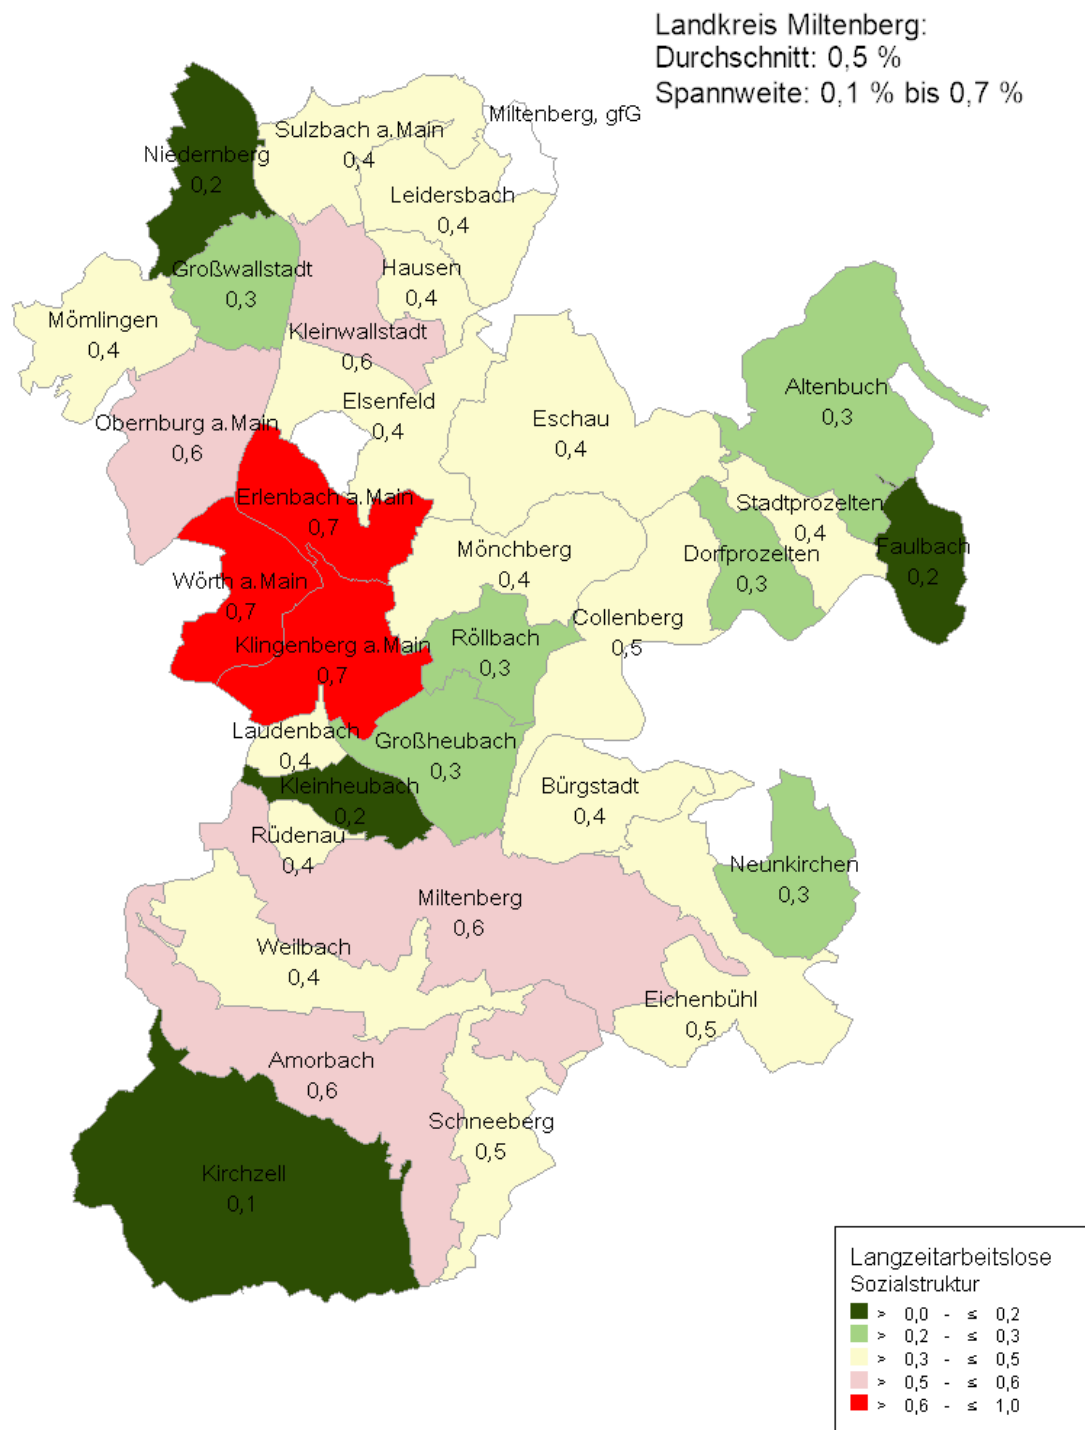 Landkreis Miltenberg:
Durchschnitt: 0,5 %
Spannweite: 0,1 % bis 0,7 %
Miltenberg, gfG
Sulzbach a.Main
0,4
Niedernberg
0,2
Leidersbach
0,4
Großwallstadt
0,3
Hausen
0,4
Mömlingen
0,4
Kleinwallstadt
0,6
Elsenfeld
0,4
Altenbuch
0,3
Obernburg a.Main
0,6
Eschau
0,4
Erlenbach a.Main
0,7
Stadtprozelten
0,4
Mönchberg
0,4
Dorfprozelten
0,3
Faulbach
0,2
Wörth a.Main
0,7
Collenberg
0,5
Röllbach
0,3
Klingenberg a.Main
0,7
Laudenbach
0,4
Großheubach
0,3
Kleinheubach
0,2
Bürgstadt
0,4
Rüdenau
0,4
Neunkirchen
0,3
Miltenberg
0,6
Weilbach
0,4
Eichenbühl
0,5
Amorbach
0,6
Schneeberg
0,5
Kirchzell
0,1
Langzeitarbeitslose
Sozialstruktur
> 0,0 - ≤ 0,2
> 0,2 - ≤ 0,3
> 0,3 - ≤ 0,5
> 0,5 - ≤ 0,6
> 0,6 - ≤ 1,0